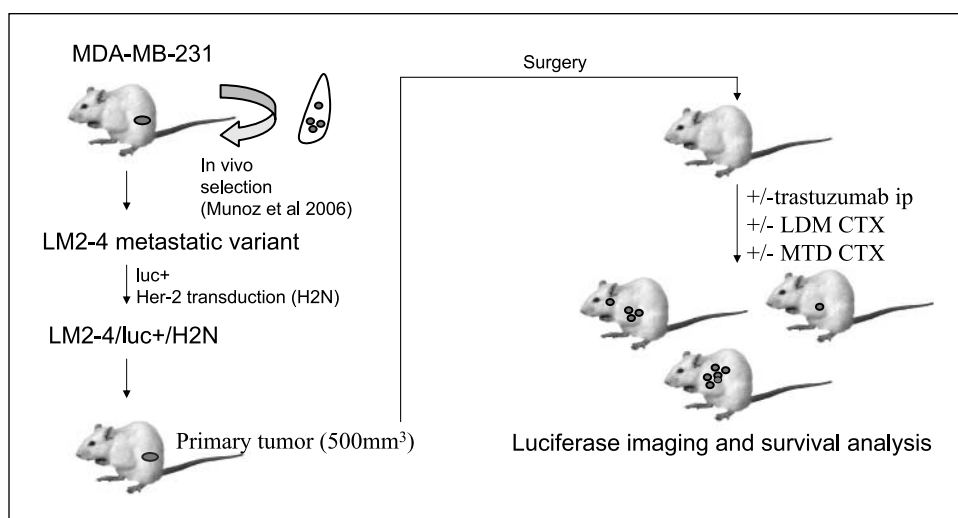 MDA-MB-231
In vivo
selection
(Munoz et al 2006)
LM2-4 metastatic variant
luc+
Her-2 transduction (H2N)
LM2-4/luc+/H2N
Primary tumor (500mm³)
Surgery
+/-trastuzumab ip
+/- LDM CTX
+/- MTD CTX
Luciferase imaging and survival analysis